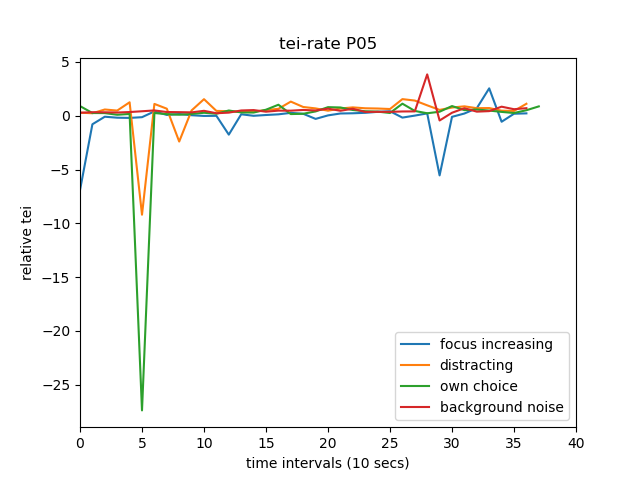 tei-rate P05
relative tei
5
0
−5
−10
−15
−20
−25
focus increasing
distracting
own choice
background noise
0 5 10 15 20 25 30 35 40
time intervals (10 secs)